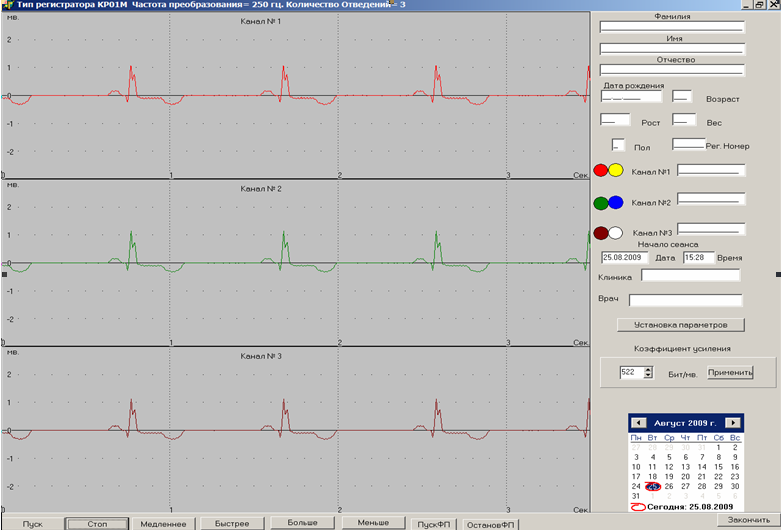 Тип регистратора КР01М Частота преобразования= 250 гц. Количество Отведений= 3
мв.
Канал № 1
2
1
0
-1
-2
0
1
2
3
Сек.
мв.
Канал № 2
2
1
0
-1
-2
0
1
2
3
Сек.
мв.
Канал № 3
2
1
0
-1
-2
0
1
2
3
Сек.
Фамилия
Имя
Отчество
Дата рождения
Возраст
Рост
Вес
Пол
Рег. Номер
Канал №1
Канал №2
Канал №3
Начало сеанса
25.08.2009 Дата 15:28 Время
Клиника
Врач
Установка параметров
Коэффициент усиления
522 Бит/мв. Применить
Август 2009 г.
Пн Вт Ср Чт Пт Сб Вс
27 28 29 30 31 1 2
3 4 5 6 7 8 9
10 11 12 13 14 15 16
17 18 19 20 21 22 23
24 25 26 27 28 29 30
31 1 2 3 4 5 6
Сегодня: 25.08.2009
Пуск Стоп Медленнее Быстрее Больше Меньше ПускФП ОстановФП Закончить